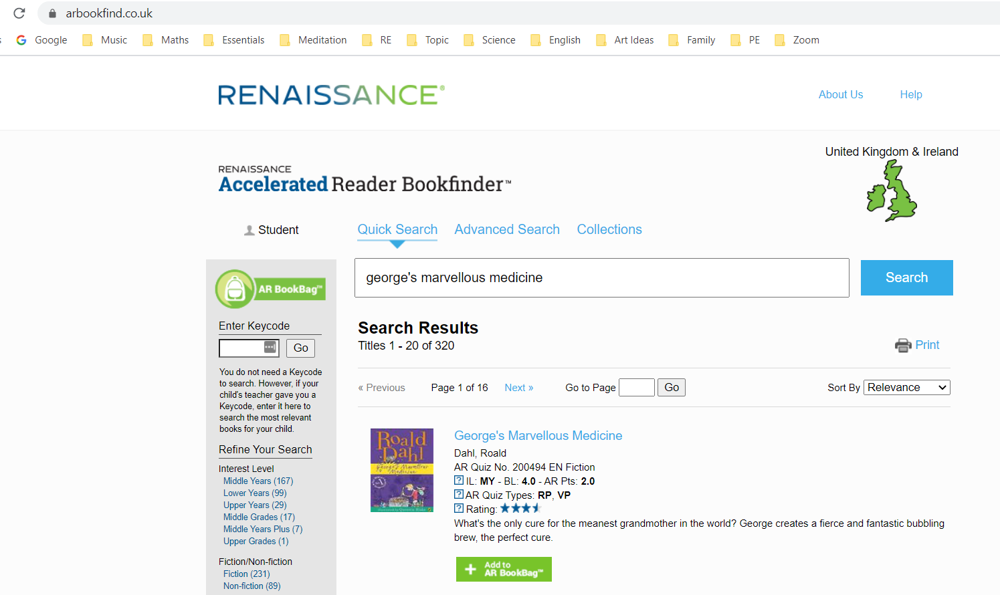 arbookfind.co.uk
s Google Music Maths Essentials Meditation RE Topic Science English Art Ideas Family PE Zoom
RENAISSANCE®
About Us Help
United Kingdom & Ireland
RENAISSANCE
Accelerated Reader Bookfinder™
Student
Quick Search Advanced Search Collections
AR BookBag™
george's marvellous medicine
Search
Enter Keycode
Go
You do not need a Keycode
to search. However, if your
child's teacher gave you a
Keycode, enter it here to
search the most relevant
books for your child.
Refine Your Search
Interest Level
Middle Years (167)
Lower Years (99)
Upper Years (29)
Middle Grades (17)
Middle Years Plus (7)
Upper Grades (1)
Fiction/Non-fiction
Fiction (231)
Non-fiction (89)
Search Results
Titles 1 - 20 of 320
Print
« Previous Page 1 of 16 Next » Go to Page Go Sort By Relevance
Roald
Dahl
George's Marvellous
Medicine
George's Marvellous Medicine
Dahl, Roald
AR Quiz No. 200494 EN Fiction
? IL: MY - BL: 4.0 - AR Pts: 2.0
? AR Quiz Types: RP, VP
? Rating:
What's the only cure for the meanest grandmother in the world? George creates a fierce and fantastic bubbling
brew, the perfect cure.
+ Add to
AR BookBag™